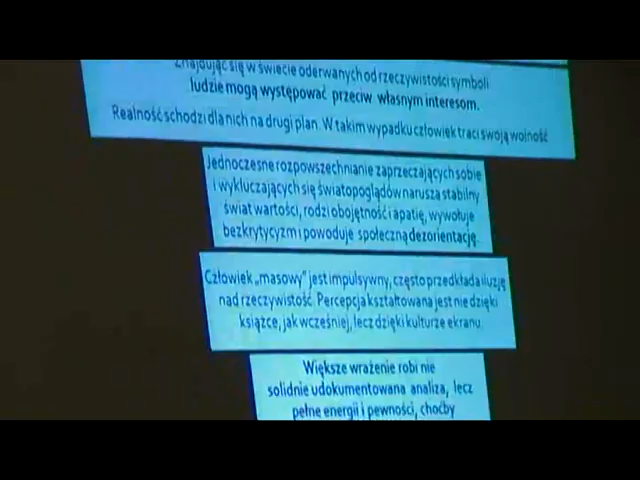 Znajdując się w świecie oderwanych od rzeczywistości symboli
ludzie mogą występować przeciw własnym interesom.
Realność schodzi dla nich na drugi plan. W takim wypadku człowiek traci swoją wolność
Jednoczesne rozpowszechnianie zaprzeczających sobie
i wykluczających się światopoglądów narusza stabilny
świat wartości, rodzi obojętność i apatię, wywołuje
bezkrytycyzm i powoduje społeczną dezorientację.
Człowiek „masowy” jest impulsywny, często przedkłada iluzję
nad rzeczywistość. Percepcja kształtowana jest nie dzięki
książce, jak wcześniej, lecz dzięki kulturze ekranu.
Większe wrażenie robi nie
solidnie udokumentowana analiza, lecz
pełne energii i pewności, choćby